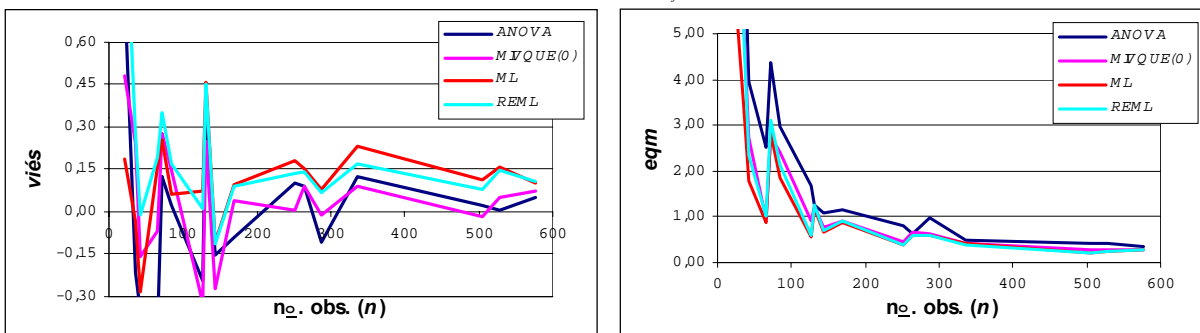 0,60
0,45
0,30
0,15
0,00
-0,15
-0,30
viés
0 100 200 300 400 500 600
nº. obs. (n)
ANOVA
MIVQUE(0)
ML
REML
5,00
4,00
3,00
2,00
1,00
0,00
eqm
0 100 200 300 400 500 600
nº. obs. (n)
ANOVA
MIVQUE(0)
ML
REML